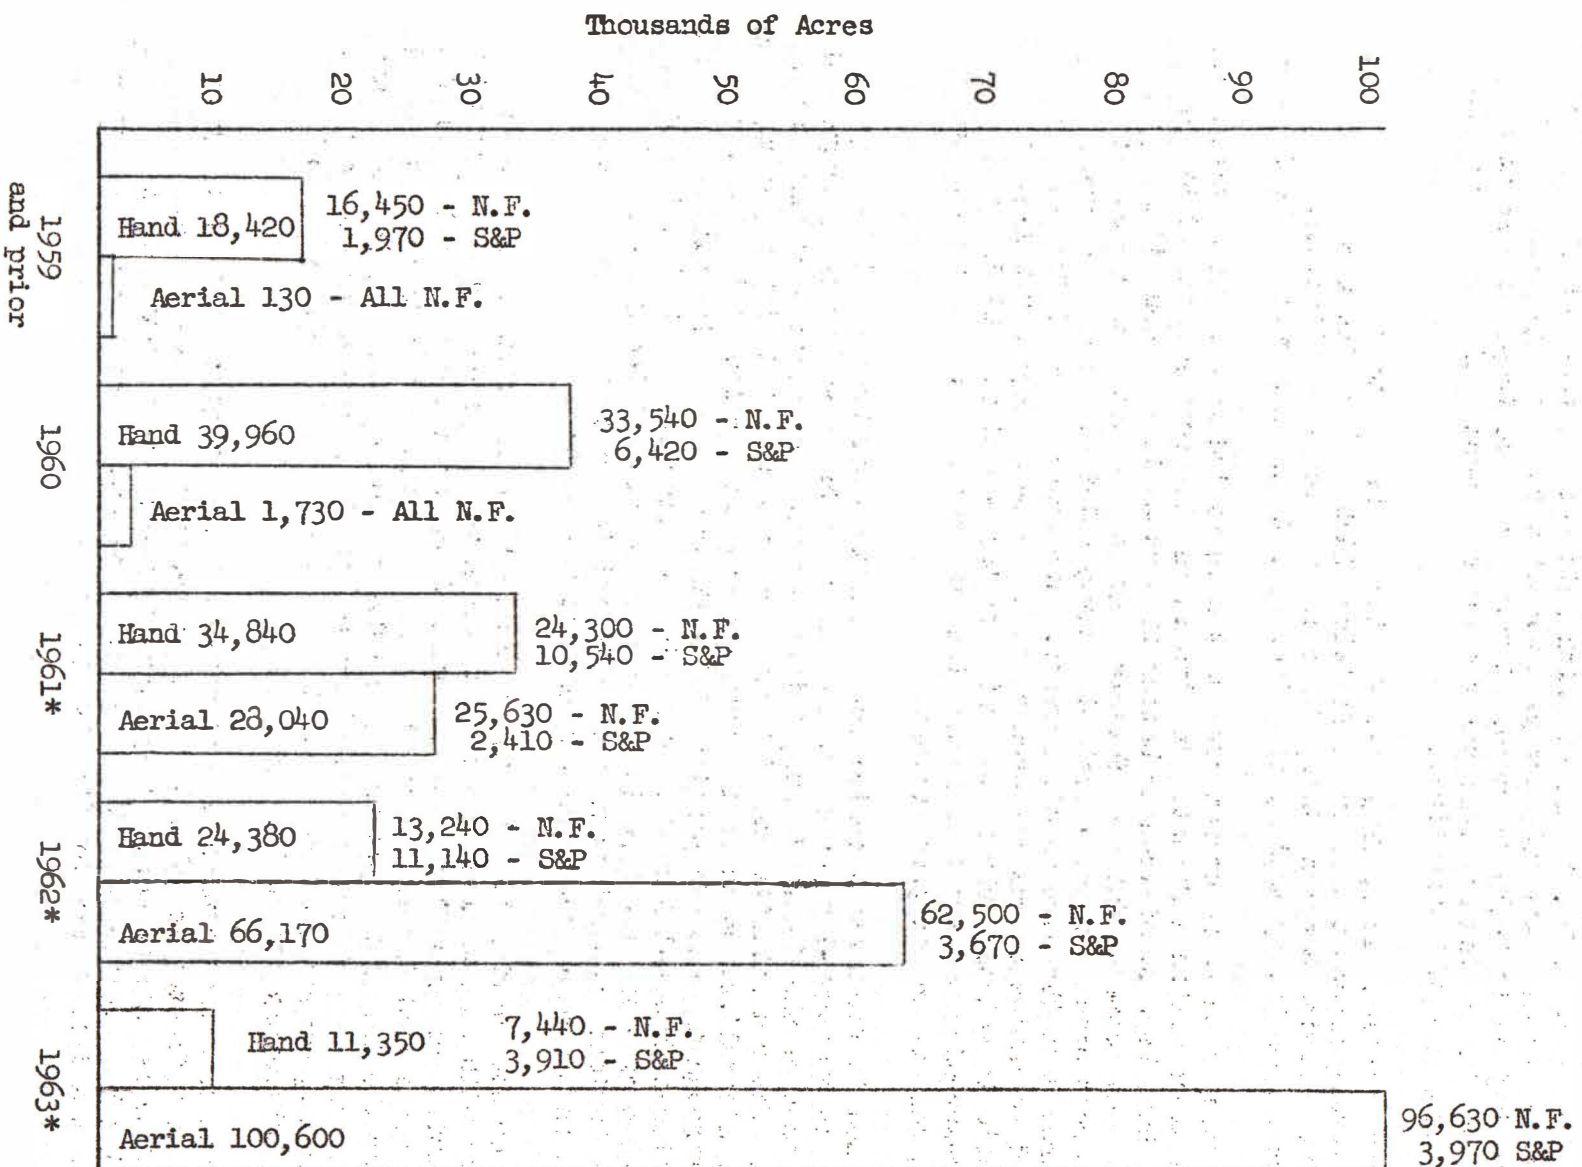 Thousands of Acres
10 20 30 40 50 60 70 80 90 100
1959
and prior
Hand 18,420
16,450 - N.F.
1,970 - S&P
Aerial 130 - All N.F.
1960
Hand 39,960
33,540 - N.F.
6,420 - S&P
Aerial 1,730 - All N.F.
1961*
Hand 34,840
24,300 - N.F.
10,540 - S&P
Aerial 28,040
25,630 - N.F.
2,410 - S&P
1962*
Hand 24,380
13,240 - N.F.
11,140 - S&P
Aerial 66,170
62,500 - N.F.
3,670 - S&P
1963*
Hand 11,350
7,440 - N.F.
3,910 - S&P
Aerial 100,600
96,630 N.F.
3,970 S&P